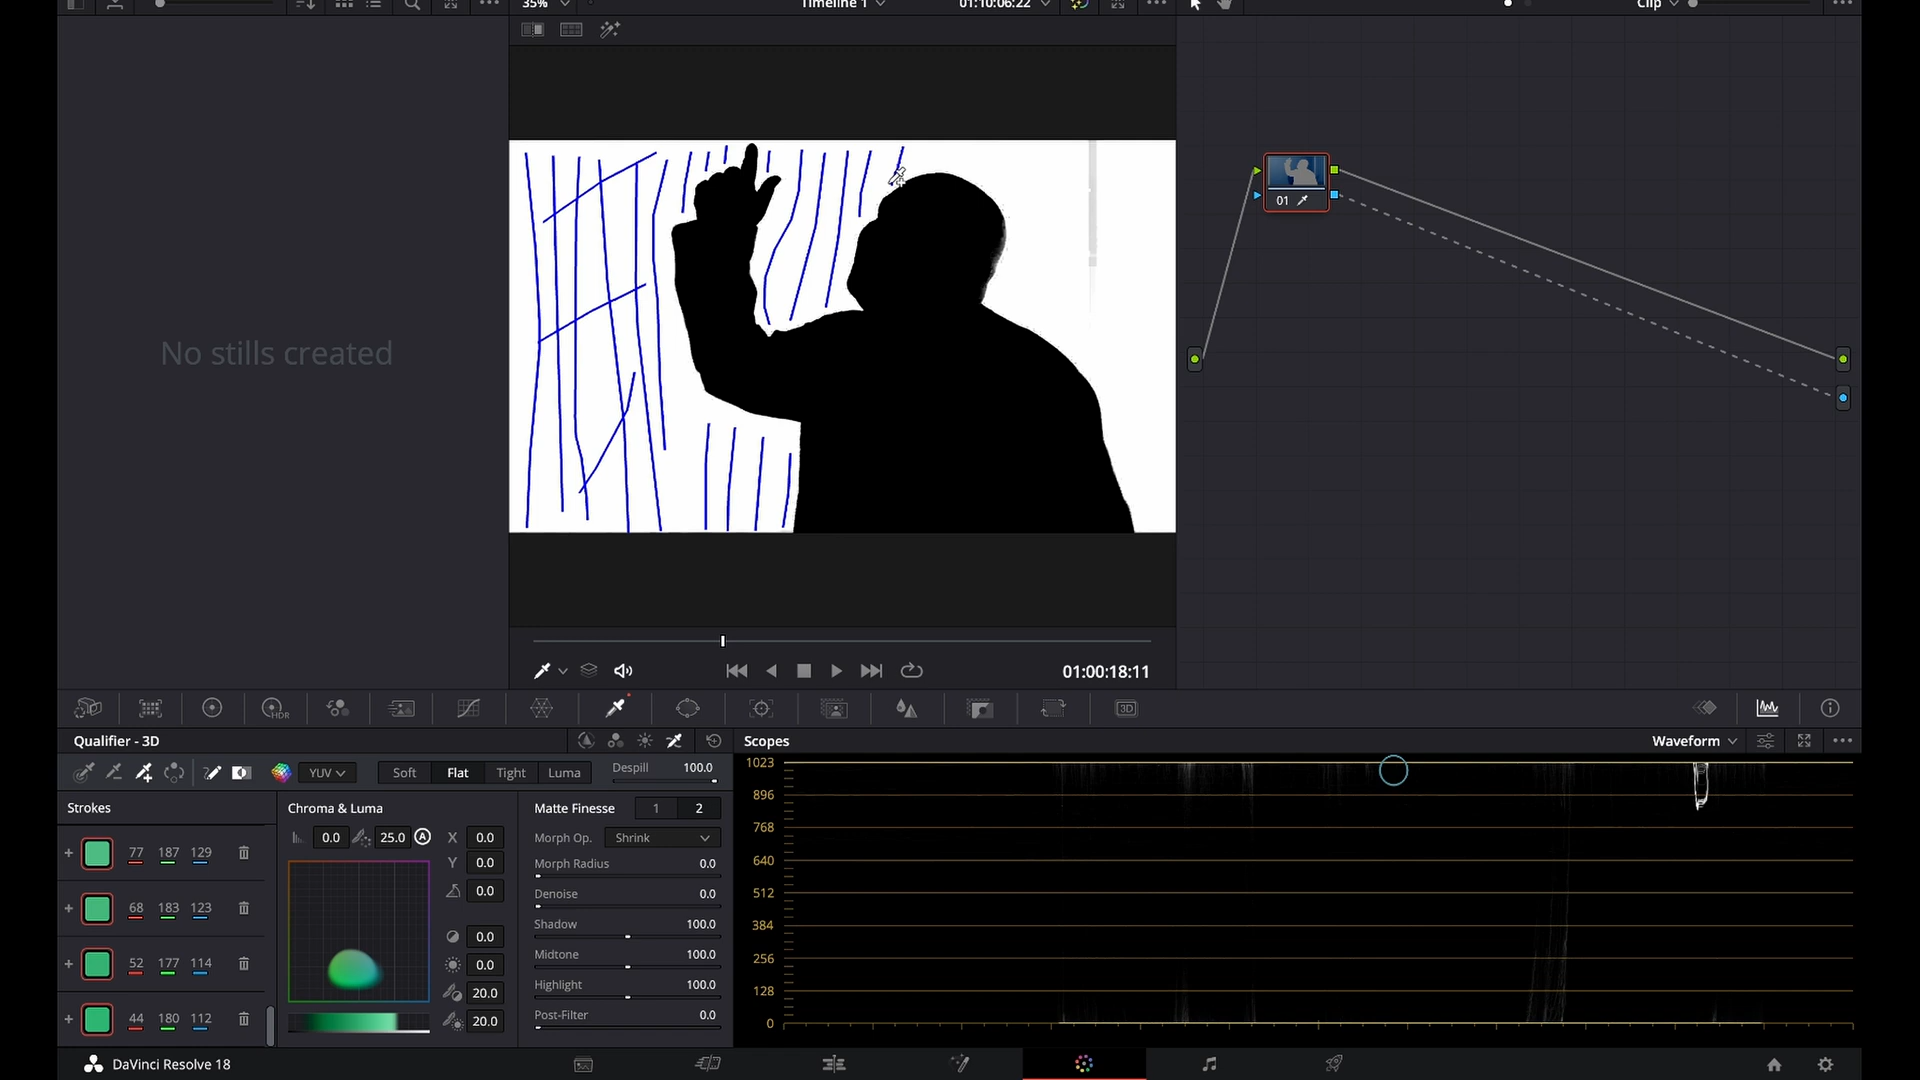 35%
Timeline 1
01:10:06:22
Clip
No stills created
01
01:00:18:11
HDR
3D
Qualifier - 3D
Scopes
Waveform
YUV
Soft
Flat
Tight
Luma
Despill
100.0
Strokes
Chroma & Luma
Matte Finesse
1
2
0.0
25.0
A
X
0.0
Morph Op.
Shrink
77 187 129
Y
0.0
Morph Radius
0.0
0.0
Denoise
0.0
68 183 123
Shadow
100.0
0.0
Midtone
100.0
52 177 114
0.0
Highlight
100.0
20.0
Post-Filter
0.0
44 180 112
20.0
1023
896
768
640
512
384
256
128
0
DaVinci Resolve 18